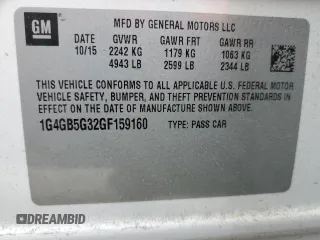 GM
MFD BY GENERAL MOTORS LLC
10/15 GVWR GAWR FRT GAWR RR
2242 KG 1179 KG 1063 KG
4943 LB 2599 LB 2344 LB
THIS VEHICLE CONFORMS TO ALL APPLICABLE U.S. FEDERAL MOTOR
VEHICLE SAFETY, BUMPER, AND THEFT PREVENTION STANDARDS IN
EFFECT ON THE DATE OF MANUFACTURE SHOWN ABOVE.
1G4GB5G32GF159160 TYPE: PASS CAR
DREAMBID